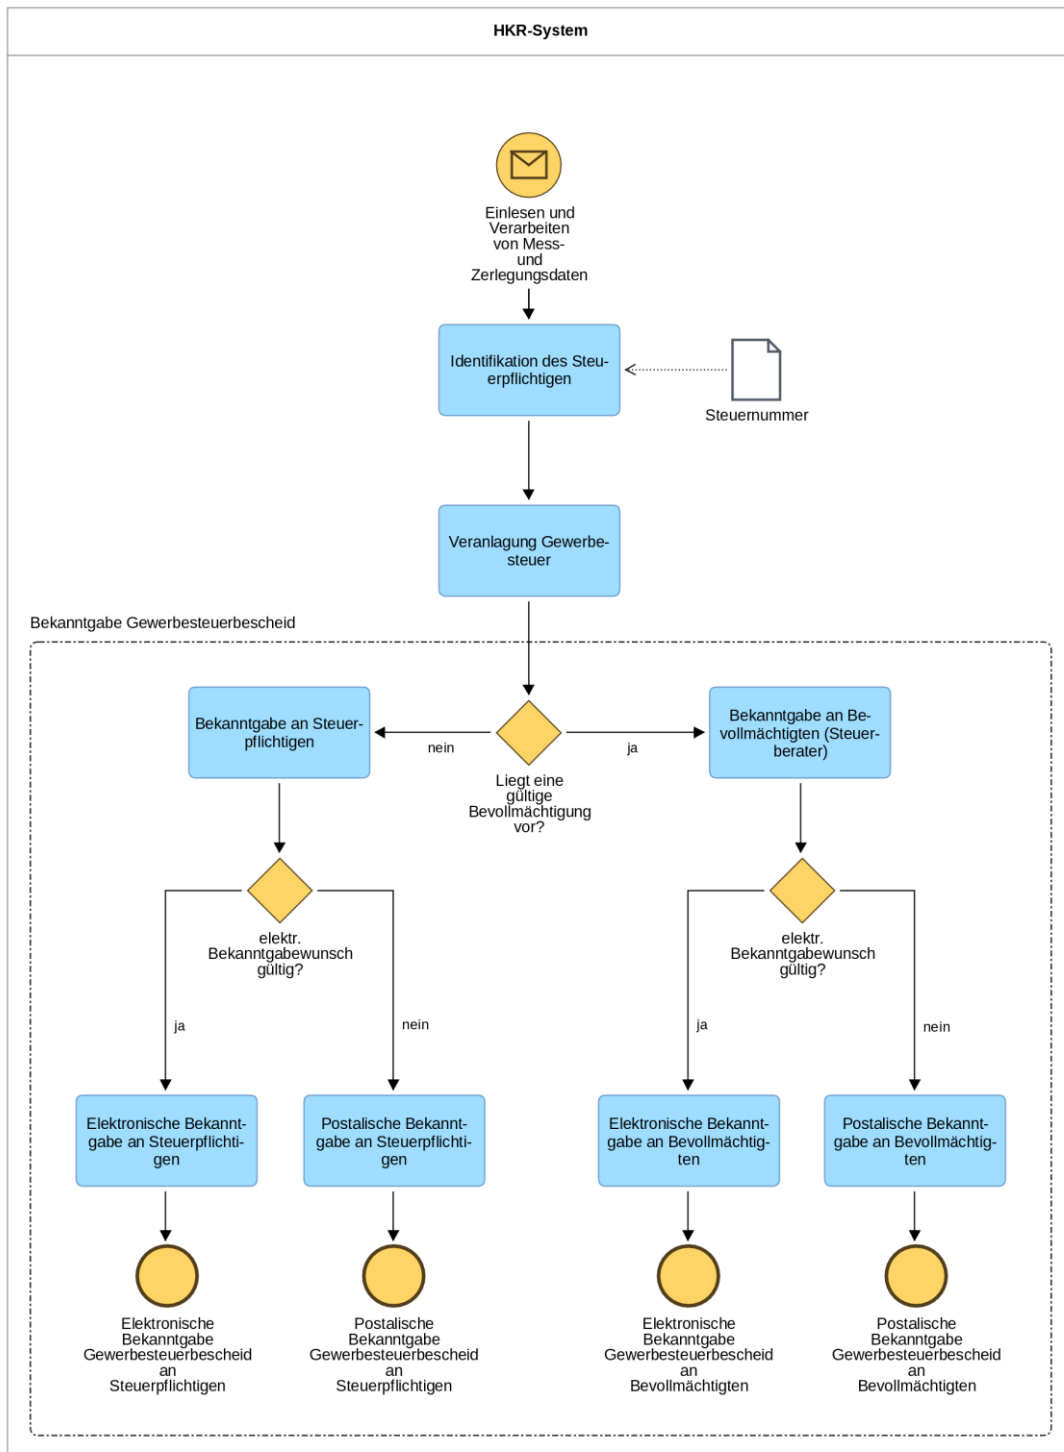 HKR-System
Einlesen und
Verarbeiten
von Mess-
und
Zerlegungsdaten
Identifikation des Steu-
erpflichtigen
Steuernummer
Veranlagung Gewerbe-
steuer
Bekanntgabe Gewerbesteuerbescheid
Bekanntgabe an Steuer-
pflichtigen
nein
ja
Bekanntgabe an Be-
vollmächtigten (Steuer-
berater)
Liegt eine
gültige
Bevollmächtigung
vor?
elektr.
Bekanntgabewunsch
gültig?
elektr.
Bekanntgabewunsch
gültig?
ja
nein
ja
nein
Elektronische Bekannt-
gabe an Steuerpflichti-
gen
Postalische Bekannt-
gabe an Steuerpflichti-
gen
Elektronische Bekannt-
gabe an Bevollmächtig-
ten
Postalische Bekannt-
gabe an Bevollmächtig-
ten
Elektronische
Bekanntgabe
Gewerbesteuerbescheid
an
Steuerpflichtigen
Postalische
Bekanntgabe
Gewerbesteuerbescheid
an
Steuerpflichtigen
Elektronische
Bekanntgabe
Gewerbesteuerbescheid
an
Bevollmächtigten
Postalische
Bekanntgabe
Gewerbesteuerbescheid
an
Bevollmächtigten